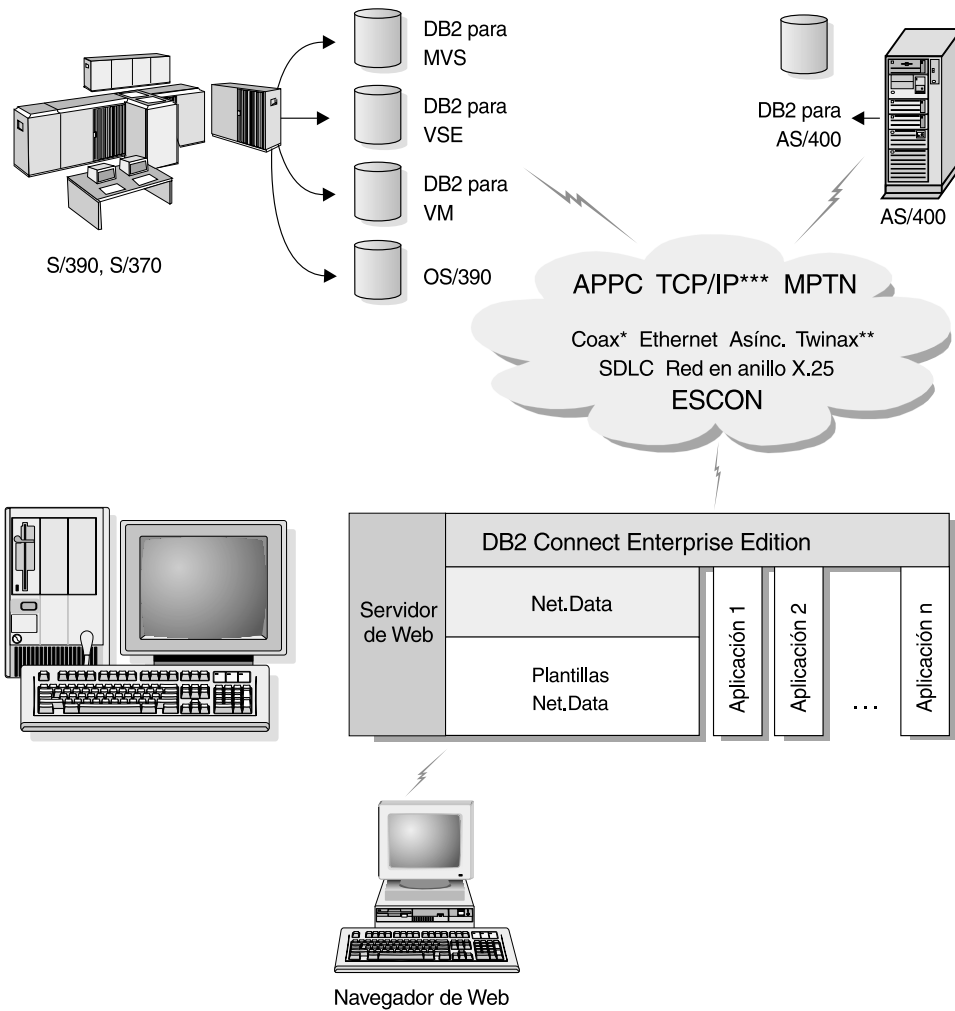 DB2 para
MVS
DB2 para
VSE
DB2 para
VM
OS/390
S/390, S/370
DB2 para
AS/400
AS/400
APPC TCP/IP*** MPTN
Coax* Ethernet Asínc. Twinax**
SDLC Red en anillo X.25
ESCON
DB2 Connect Enterprise Edition
Servidor
de Web
Net.Data
Plantillas
Net.Data
Aplicación 1
Aplicación 2
...
Aplicación n
Navegador de Web